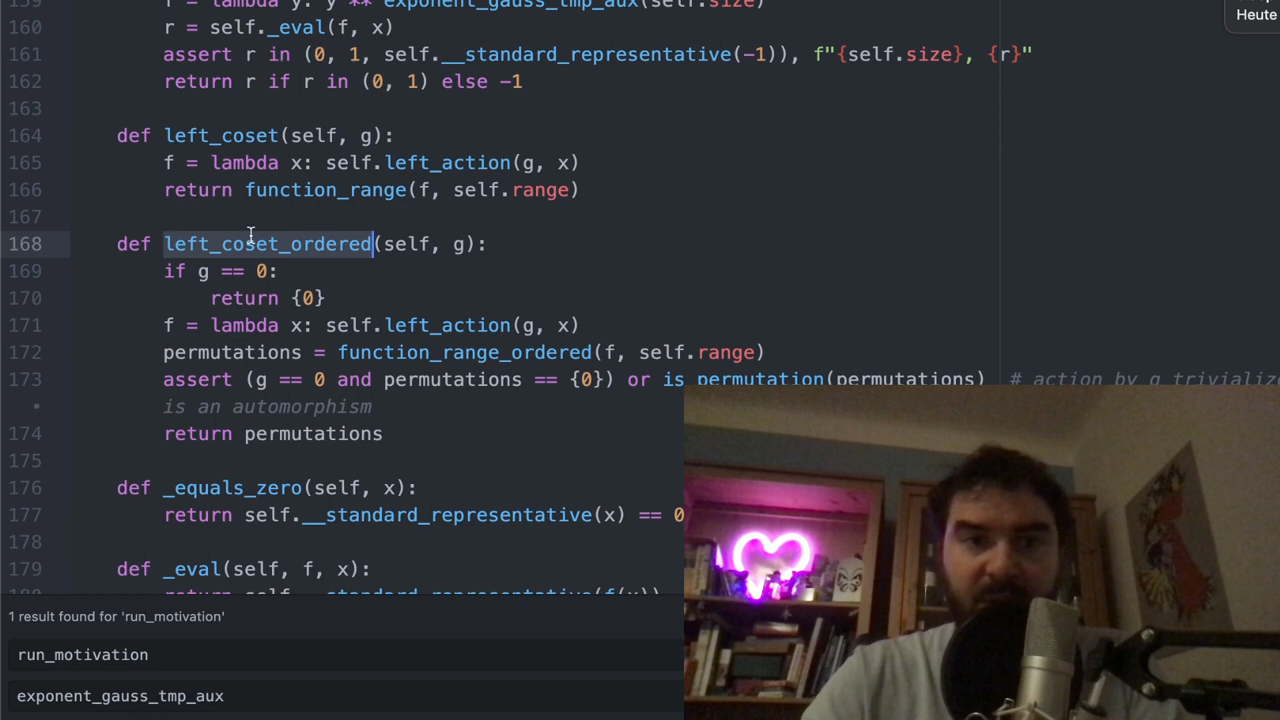 159 r = lambda y: y ** exponent_gauss_tmp_aux(self.size)
Heute
160 r = self._eval(f, x)
161 assert r in (0, 1, self.__standard_representative(-1)), f"{self.size}, {r}"
162 return r if r in (0, 1) else -1
163
164 def left_coset(self, g):
165 f = lambda x: self.left_action(g, x)
166 return function_range(f, self.range)
167
168 def left_coset_ordered(self, g):
169 if g == 0:
170 return {0}
171 f = lambda x: self.left_action(g, x)
172 permutations = function_range_ordered(f, self.range)
173 assert (g == 0 and permutations == {0}) or is_permutation(permutations) # action by g trivialize
• is an automorphism
174 return permutations
175
176 def _equals_zero(self, x):
177 return self.__standard_representative(x) == 0
178
179 def _eval(self, f, x):
180 return self.__standard_representative(f(x))
1 result found for 'run_motivation'
run_motivation
exponent_gauss_tmp_aux